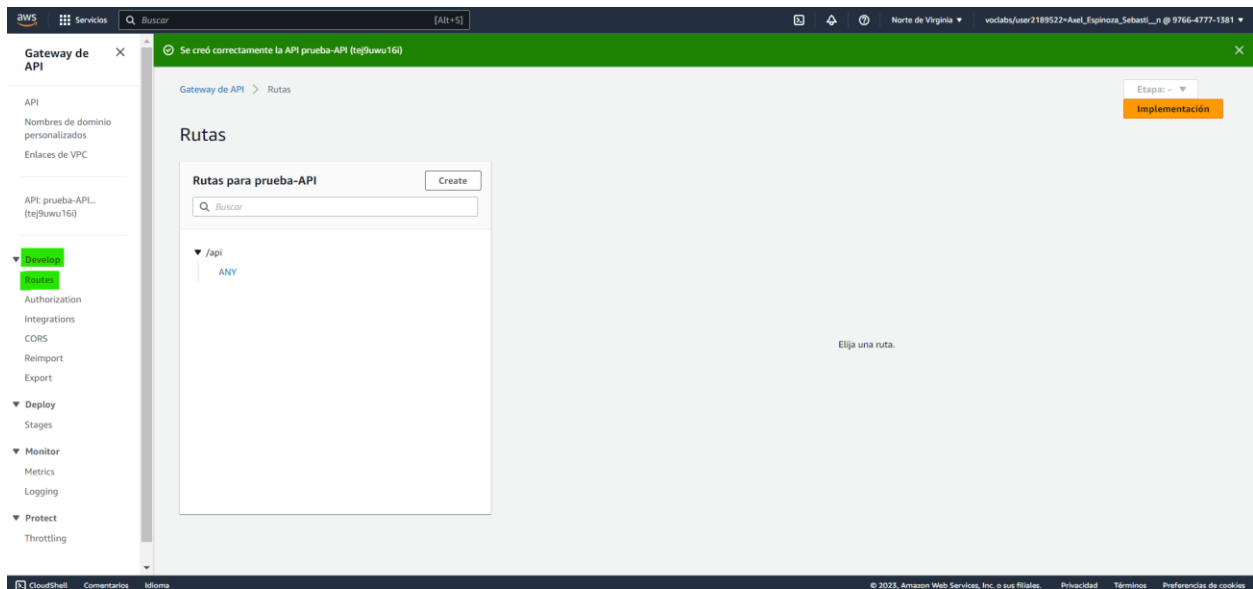 aws
Servicios
Buscar
[Alt+S]
Norte de Virginia
voclabs/user2189522=Axel_Espinoza_Sebasti__n @ 9766-4777-1381
Gateway de
API
Se creó correctamente la API prueba-API (tej9uwu16i)
API
Nombres de dominio
personalizados
Enlaces de VPC
API: prueba-API...
(tej9uwu16i)
Develop
Routes
Authorization
Integrations
CORS
Reimport
Export
Deploy
Stages
Monitor
Metrics
Logging
Protect
Throttling
Gateway de API > Rutas
Etapa: -
Implementación
Rutas
Rutas para prueba-API
Create
Buscar
/api
ANY
Elija una ruta.
CloudShell Comentarios Idioma
© 2023, Amazon Web Services, Inc. o sus filiales. Privacidad Términos Preferencias de cookies